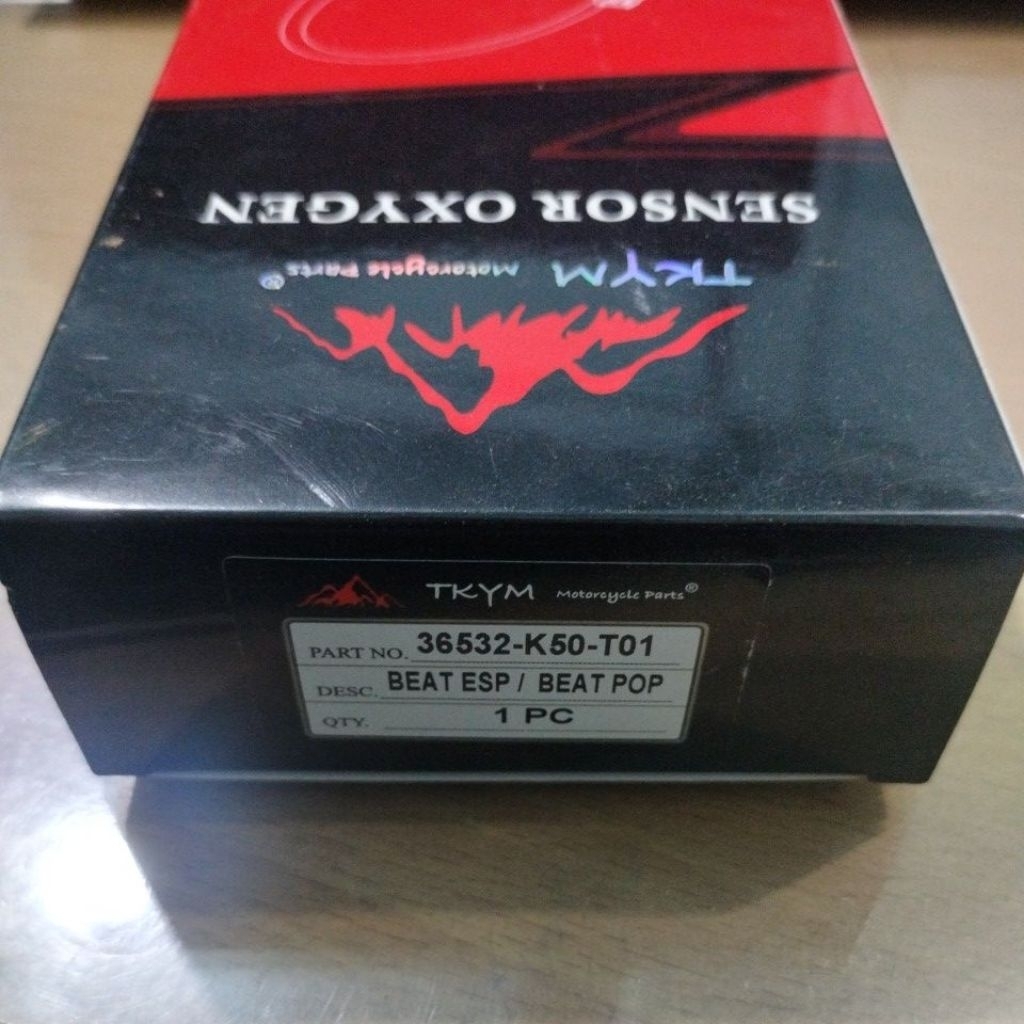 SENSOR OXYGEN
TKYM Motorcycle Parts®
TKYM Motorcycle Parts®
PART NO. 36532-K50-T01
DESC. BEAT ESP / BEAT POP
QTY. 1 PC